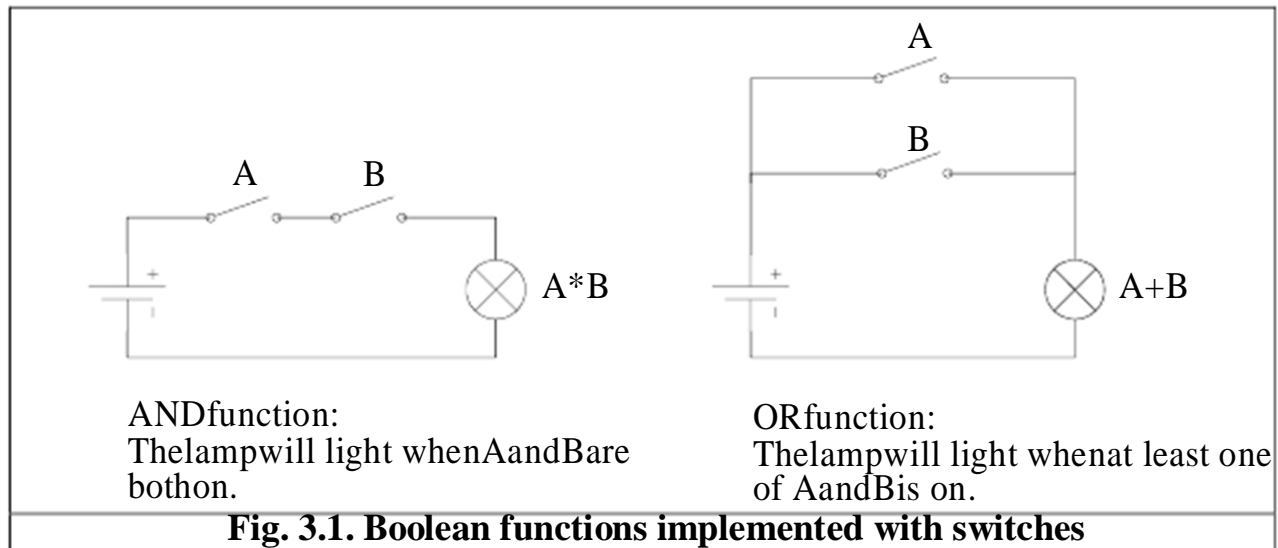 A
B
A*B
+
ANDfunction:
Thelampwill light whenAandBare
bothon.
A
B
A+B
+
ORfunction:
Thelampwill light whenat least one
of AandBis on.
Fig. 3.1. Boolean functions implemented with switches